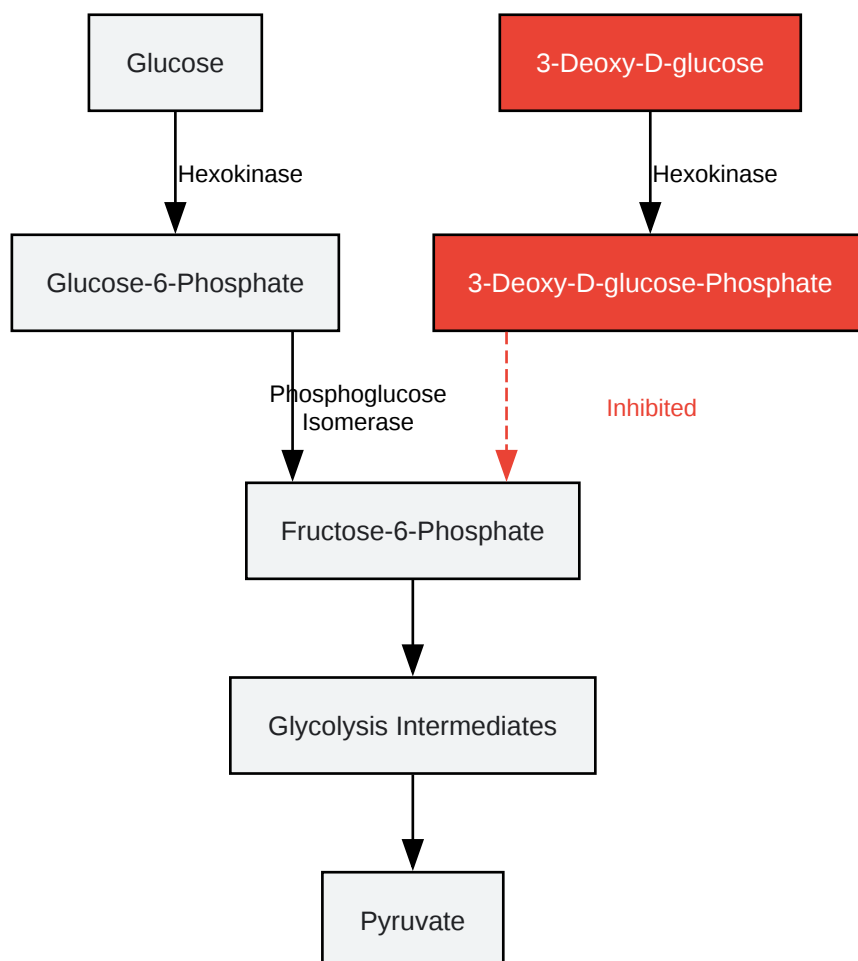 Glucose
3-Deoxy-D-glucose
Hexokinase
Hexokinase
Glucose-6-Phosphate
3-Deoxy-D-glucose-Phosphate
Phosphoglucose
Isomerase
Inhibited
Fructose-6-Phosphate
Glycolysis Intermediates
Pyruvate